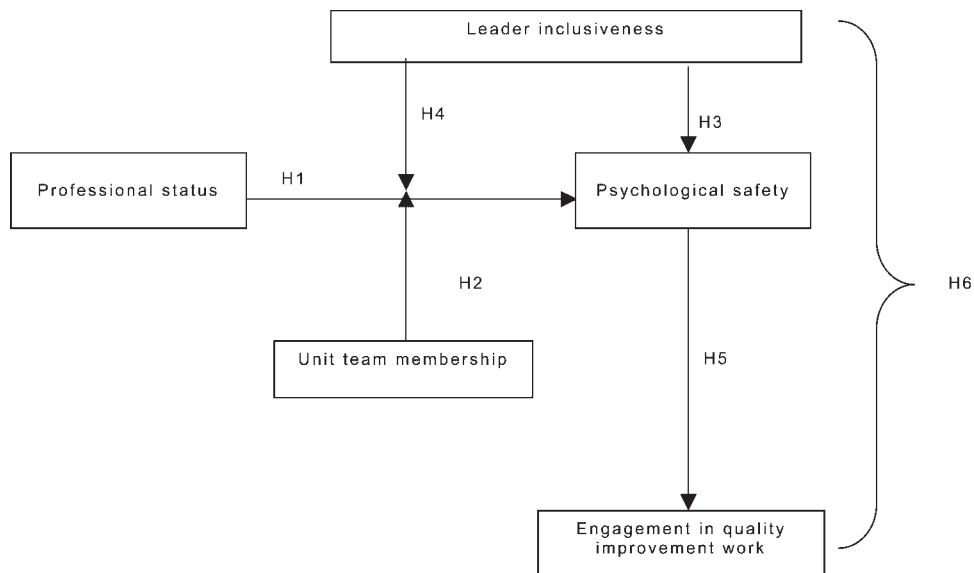 Leader inclusiveness
H4
H3
H1
Professional status
Psychological safety
H2
H6
Unit team membership
H5
Engagement in quality
improvement work